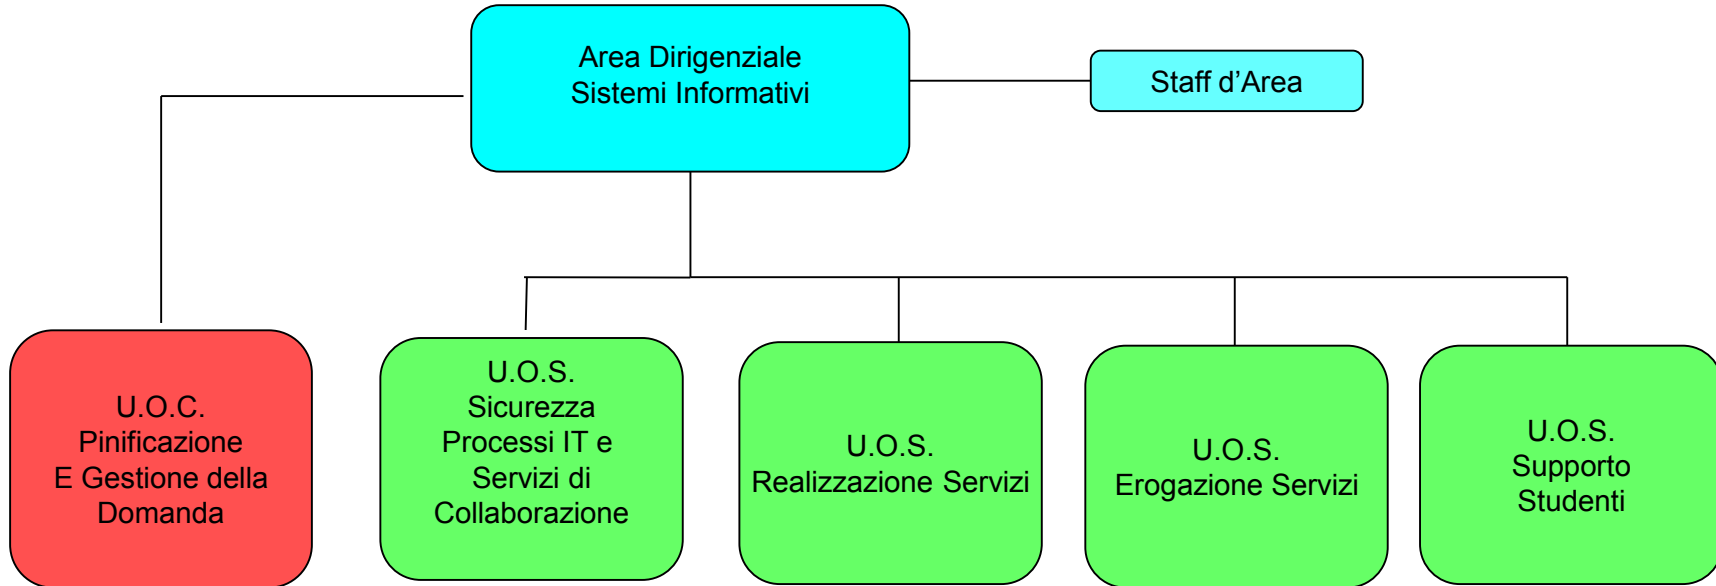 Area Dirigenziale
Sistemi Informativi
Staff d’Area
U.O.C.
Pinificazione
E Gestione della
Domanda
U.O.S.
Sicurezza
Processi IT e
Servizi di
Collaborazione
U.O.S.
Realizzazione Servizi
U.O.S.
Erogazione Servizi
U.O.S.
Supporto
Studenti